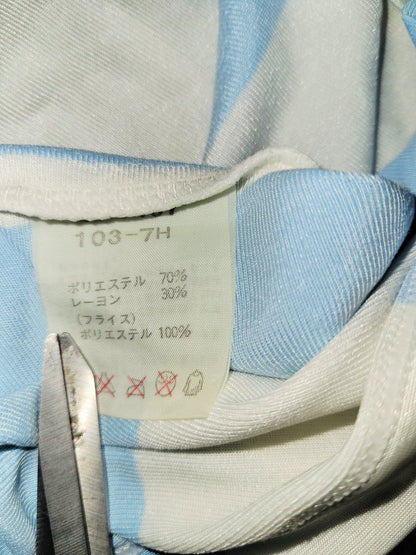 103-7H
ポリエステル 70%
レーヨン 30%
(フライス)
ポリエステル 100%